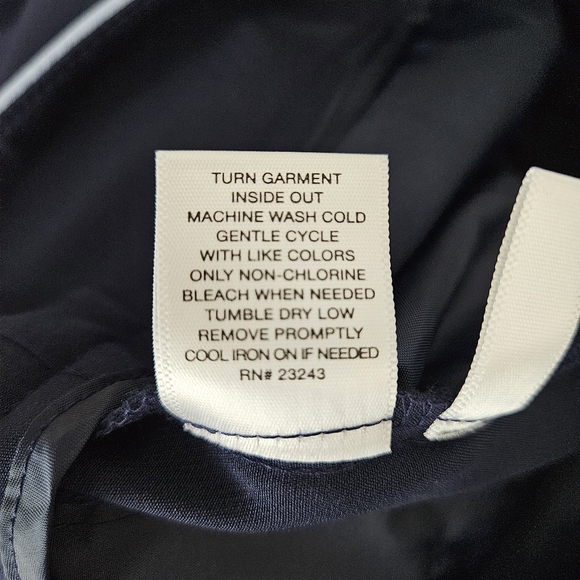 TURN GARMENT
INSIDE OUT
MACHINE WASH COLD
GENTLE CYCLE
WITH LIKE COLORS
ONLY NON-CHLORINE
BLEACH WHEN NEEDED
TUMBLE DRY LOW
REMOVE PROMPTLY
COOL IRON ON IF NEEDED
RN# 23243